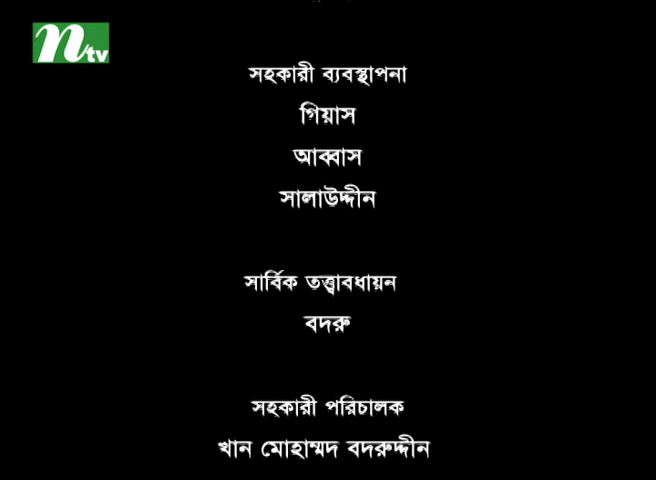 ntv
সহকারী ব্যবস্থাপনা
গিয়াস
আব্বাস
সালাউদ্দীন
সার্বিক তত্ত্বাবধায়ন
বদরু
সহকারী পরিচালক
খান মোহাম্মদ বদরুদ্দীন